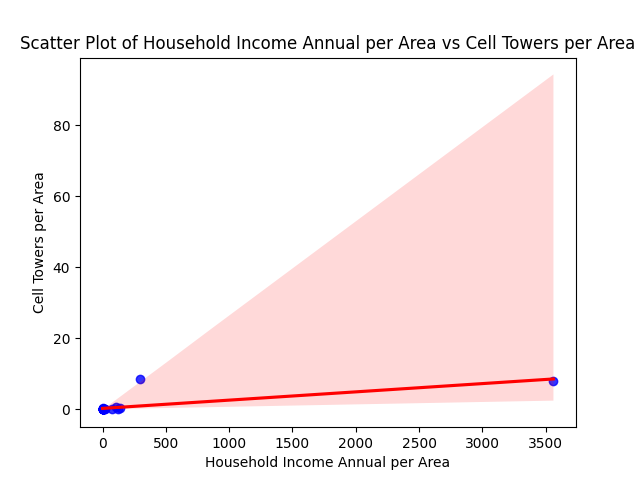 Scatter Plot of Household Income Annual per Area vs Cell Towers per Area
Cell Towers per Area
80
60
40
20
0
0 500 1000 1500 2000 2500 3000 3500
Household Income Annual per Area